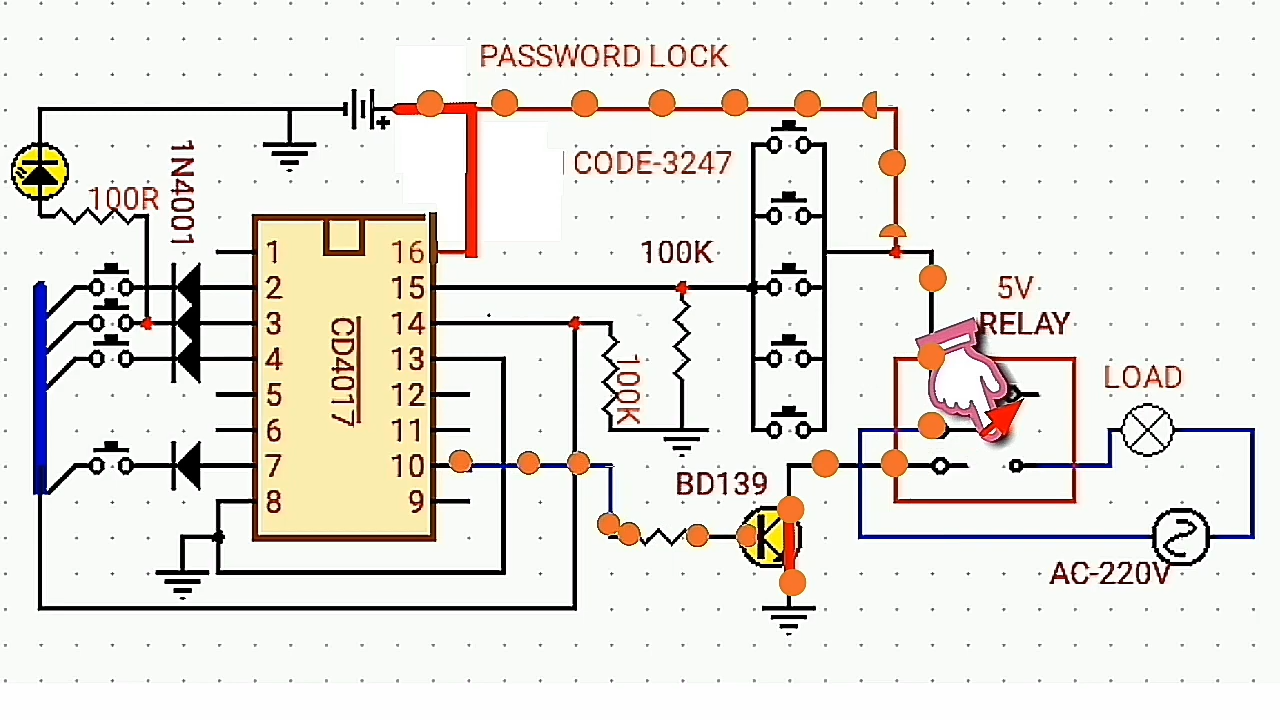 PASSWORD LOCK
CODE-3247
100R
1N4001
100K
5V
RELAY
LOAD
1
2
3
4
5
6
7
8
16
15
14
13
12
11
10
9
CD4017
100K
BD139
AC-220V
+